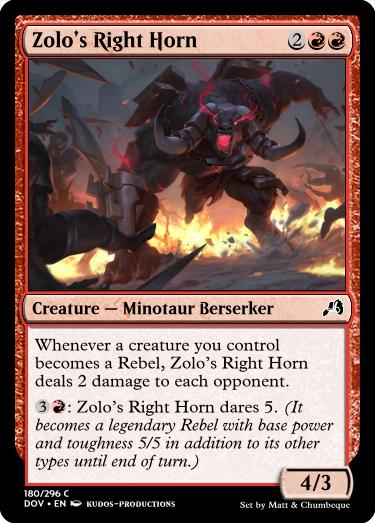 Zolo's Right Horn 2
Creature — Minotaur Berserker
Whenever a creature you control
becomes a Rebel, Zolo's Right Horn
deals 2 damage to each opponent.
3 : Zolo's Right Horn dares 5. (It
becomes a legendary Rebel with base power
and toughness 5/5 in addition to its other
types until end of turn.)
4/3
180/296 C
DOV • EN KUDOS-PRODUCTIONS
Set by Matt & Chumbeque